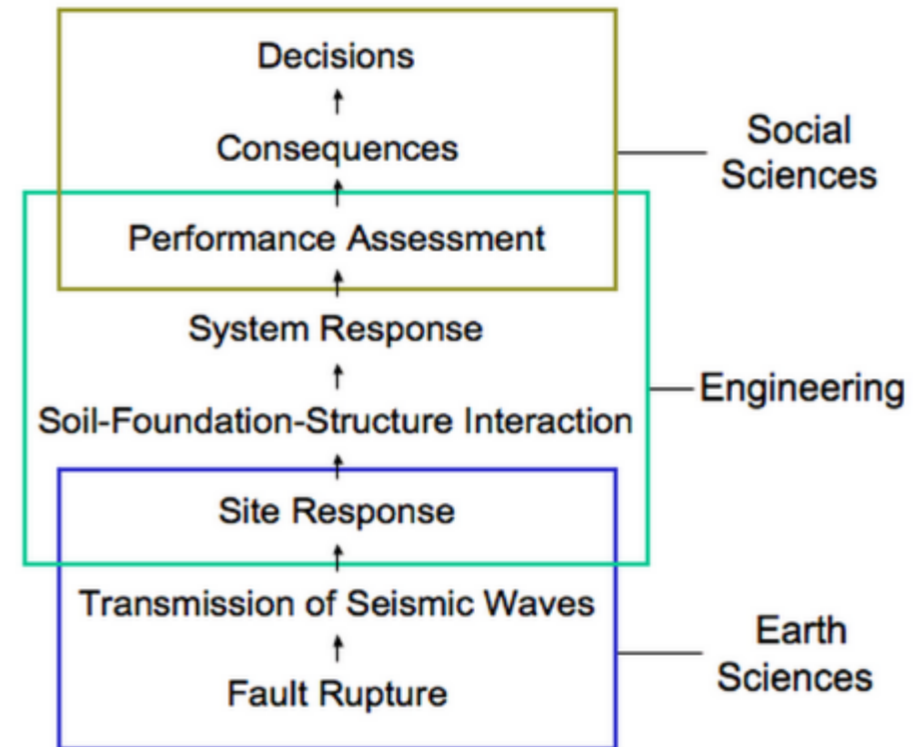 Decisions
Consequences
Performance Assessment
System Response
Soil-Foundation-Structure Interaction
Site Response
Transmission of Seismic Waves
Fault Rupture
Social
Sciences
Engineering
Earth
Sciences